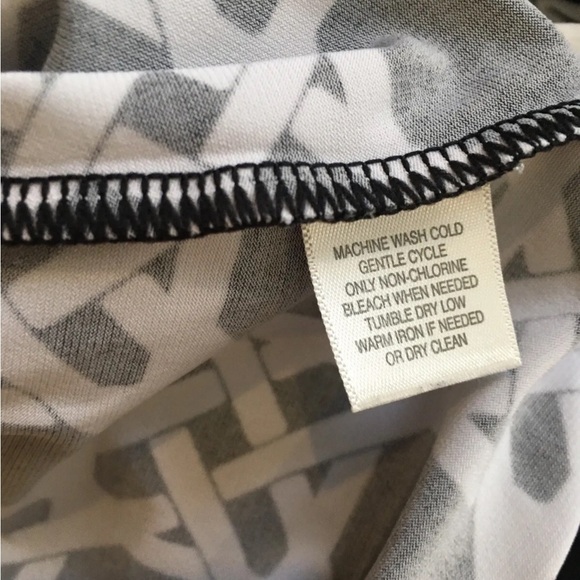 MACHINE WASH COLD
GENTLE CYCLE
ONLY NON-CHLORINE
BLEACH WHEN NEEDED
TUMBLE DRY LOW
WARM IRON IF NEEDED
OR DRY CLEAN